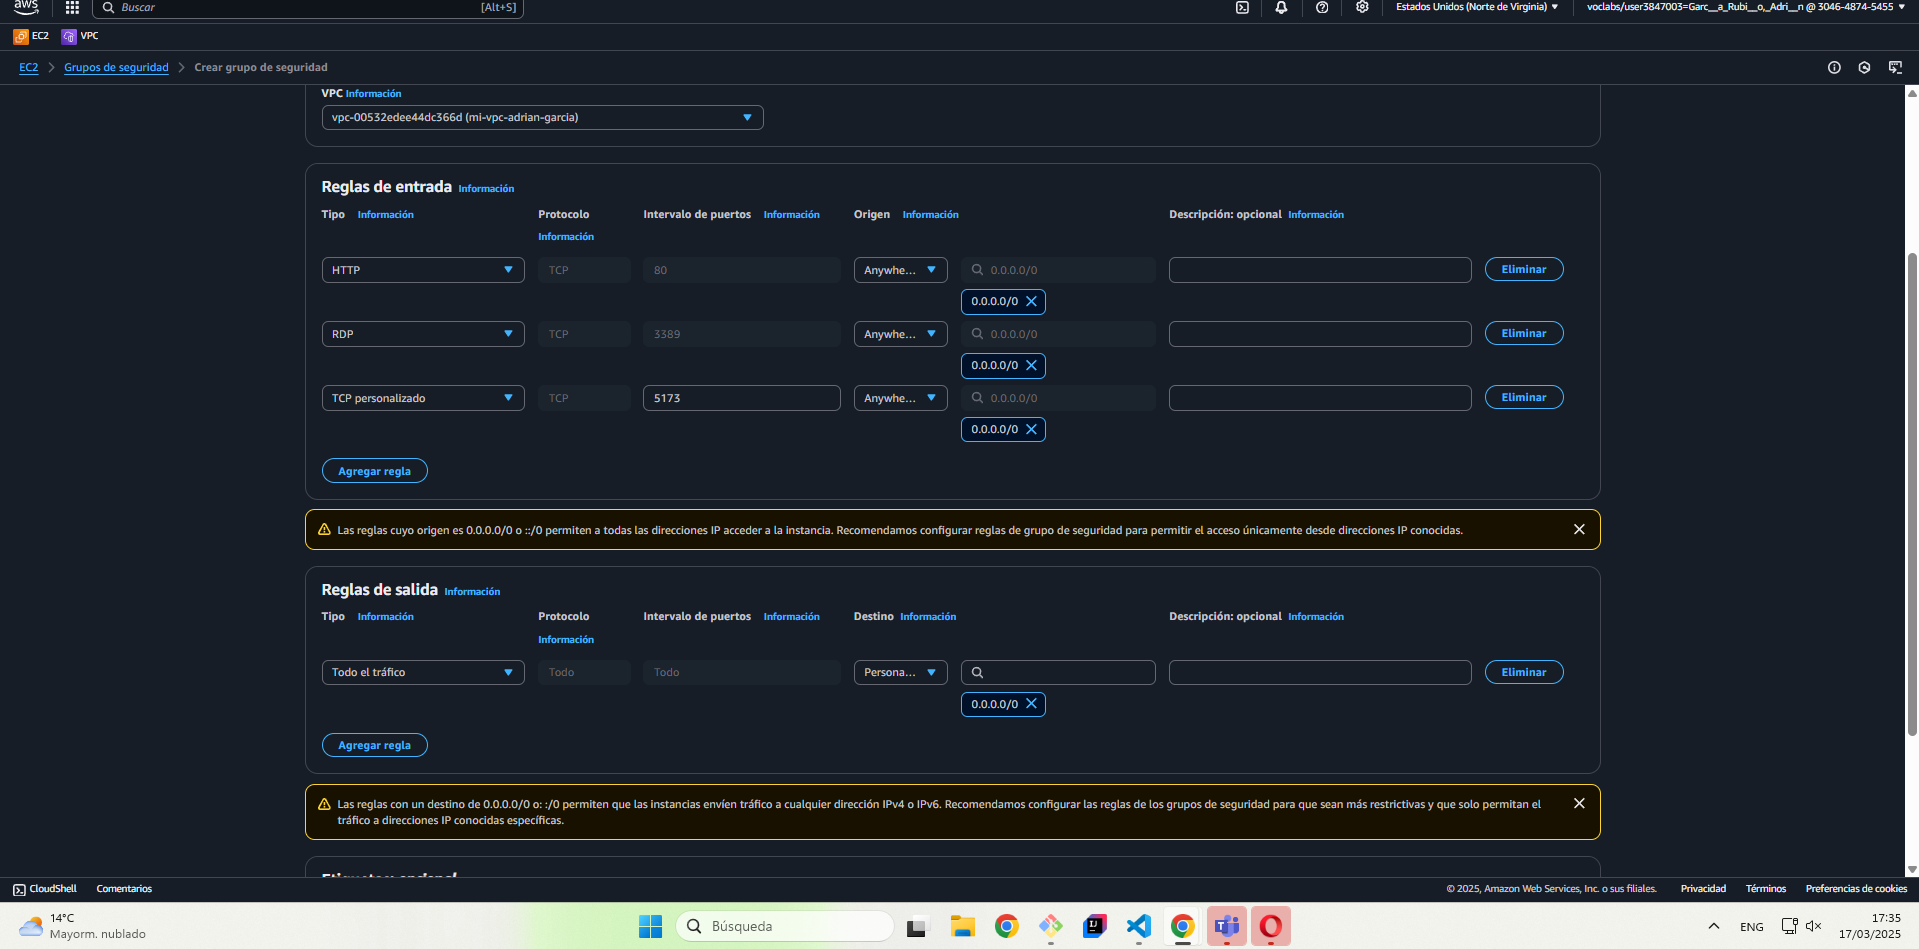 aws
Buscar
[Alt+S]
Estados Unidos (Norte de Virginia)
voclabs/user3847003=Garc__a_Rubi__o,_Adri__n @ 3046-4874-5455
EC2
VPC
EC2
Grupos de seguridad
Crear grupo de seguridad
VPC Información
vpc-00532edee44dc366d (mi-vpc-adrian-garcia)
Reglas de entrada Información
Tipo Información
Protocolo
Información
Intervalo de puertos Información
Origen Información
Descripción: opcional Información
HTTP
TCP
80
Anywhe...
0.0.0.0/0
Eliminar
0.0.0.0/0
RDP
TCP
3389
Anywhe...
0.0.0.0/0
Eliminar
0.0.0.0/0
TCP personalizado
TCP
5173
Anywhe...
0.0.0.0/0
Eliminar
0.0.0.0/0
Agregar regla
Las reglas cuyo origen es 0.0.0.0/0 o ::/0 permiten a todas las direcciones IP acceder a la instancia. Recomendamos configurar reglas de grupo de seguridad para permitir el acceso únicamente desde direcciones IP conocidas.
Reglas de salida Información
Tipo Información
Protocolo
Información
Intervalo de puertos Información
Destino Información
Descripción: opcional Información
Todo el tráfico
Todo
Todo
Persona...
Eliminar
0.0.0.0/0
Agregar regla
Las reglas con un destino de 0.0.0.0/0 o: :/0 permiten que las instancias envíen tráfico a cualquier dirección IPv4 o IPv6. Recomendamos configurar las reglas de los grupos de seguridad para que sean más restrictivas y que solo permitan el
tráfico a direcciones IP conocidas específicas.
CloudShell
Comentarios
© 2025, Amazon Web Services, Inc. o sus filiales.
Privacidad
Términos
Preferencias de cookies
14°C
Mayorm. nublado
Búsqueda
ENG
17:35
17/03/2025